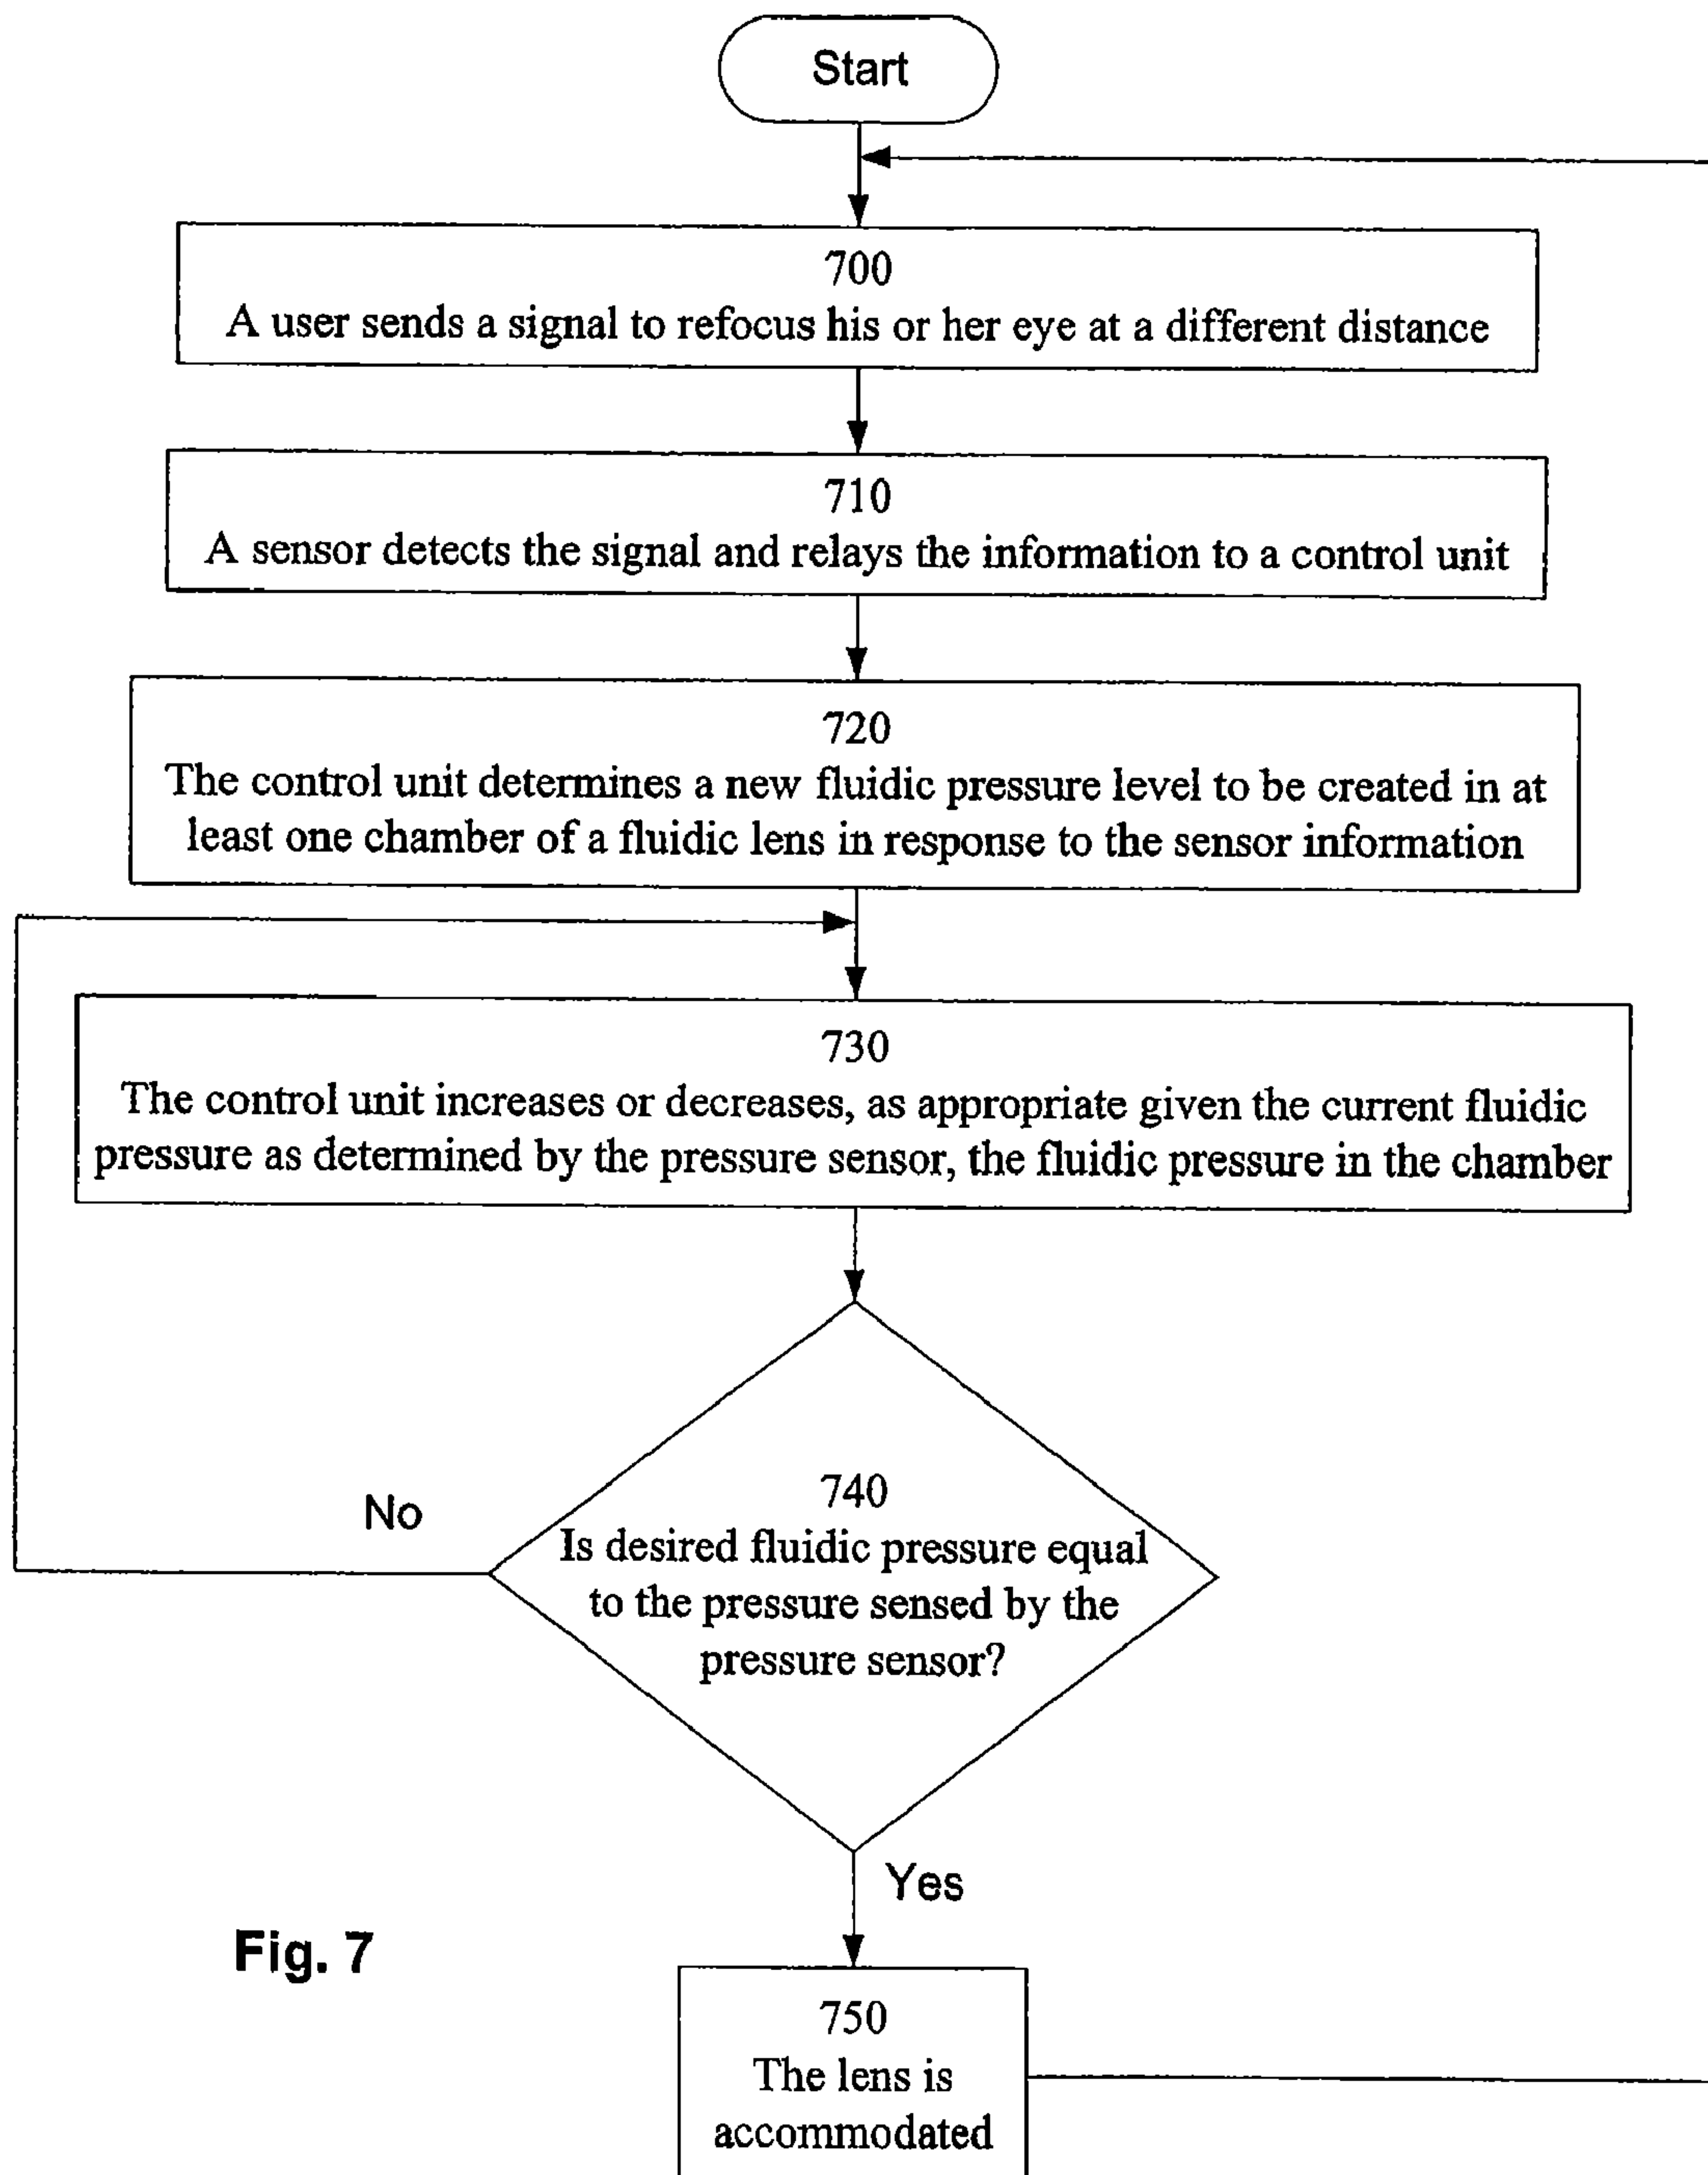 Start
700
A user sends a signal to refocus his or her eye at a different distance
710
A sensor detects the signal and relays the information to a control unit
720
The control unit determines a new fluidic pressure level to be created in at
least one chamber of a fluidic lens in response to the sensor information
730
The control unit increases or decreases, as appropriate given the current fluidic
pressure as determined by the pressure sensor, the fluidic pressure in the chamber
740
Is desired fluidic pressure equal
to the pressure sensed by the
pressure sensor?
No
Yes
750
The lens is
accommodated
Fig. 7